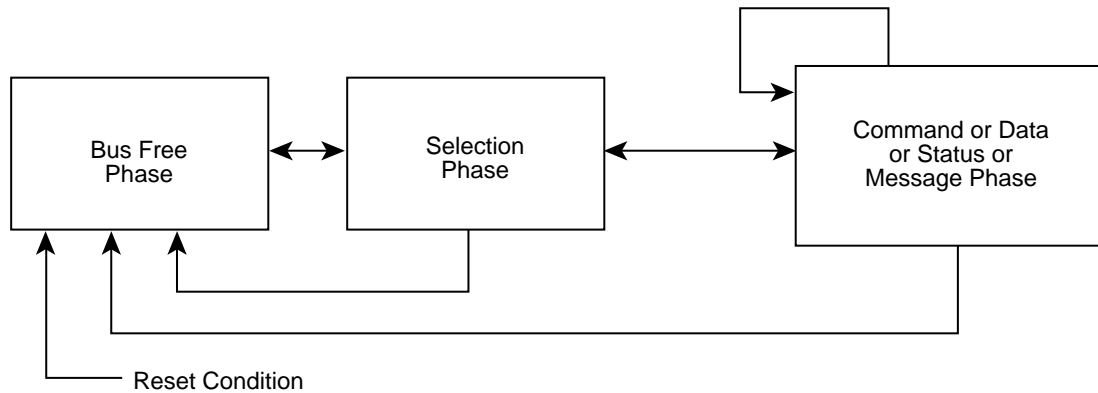 Bus Free
Phase
Selection
Phase
Command or Data
or Status or
Message Phase
Reset Condition